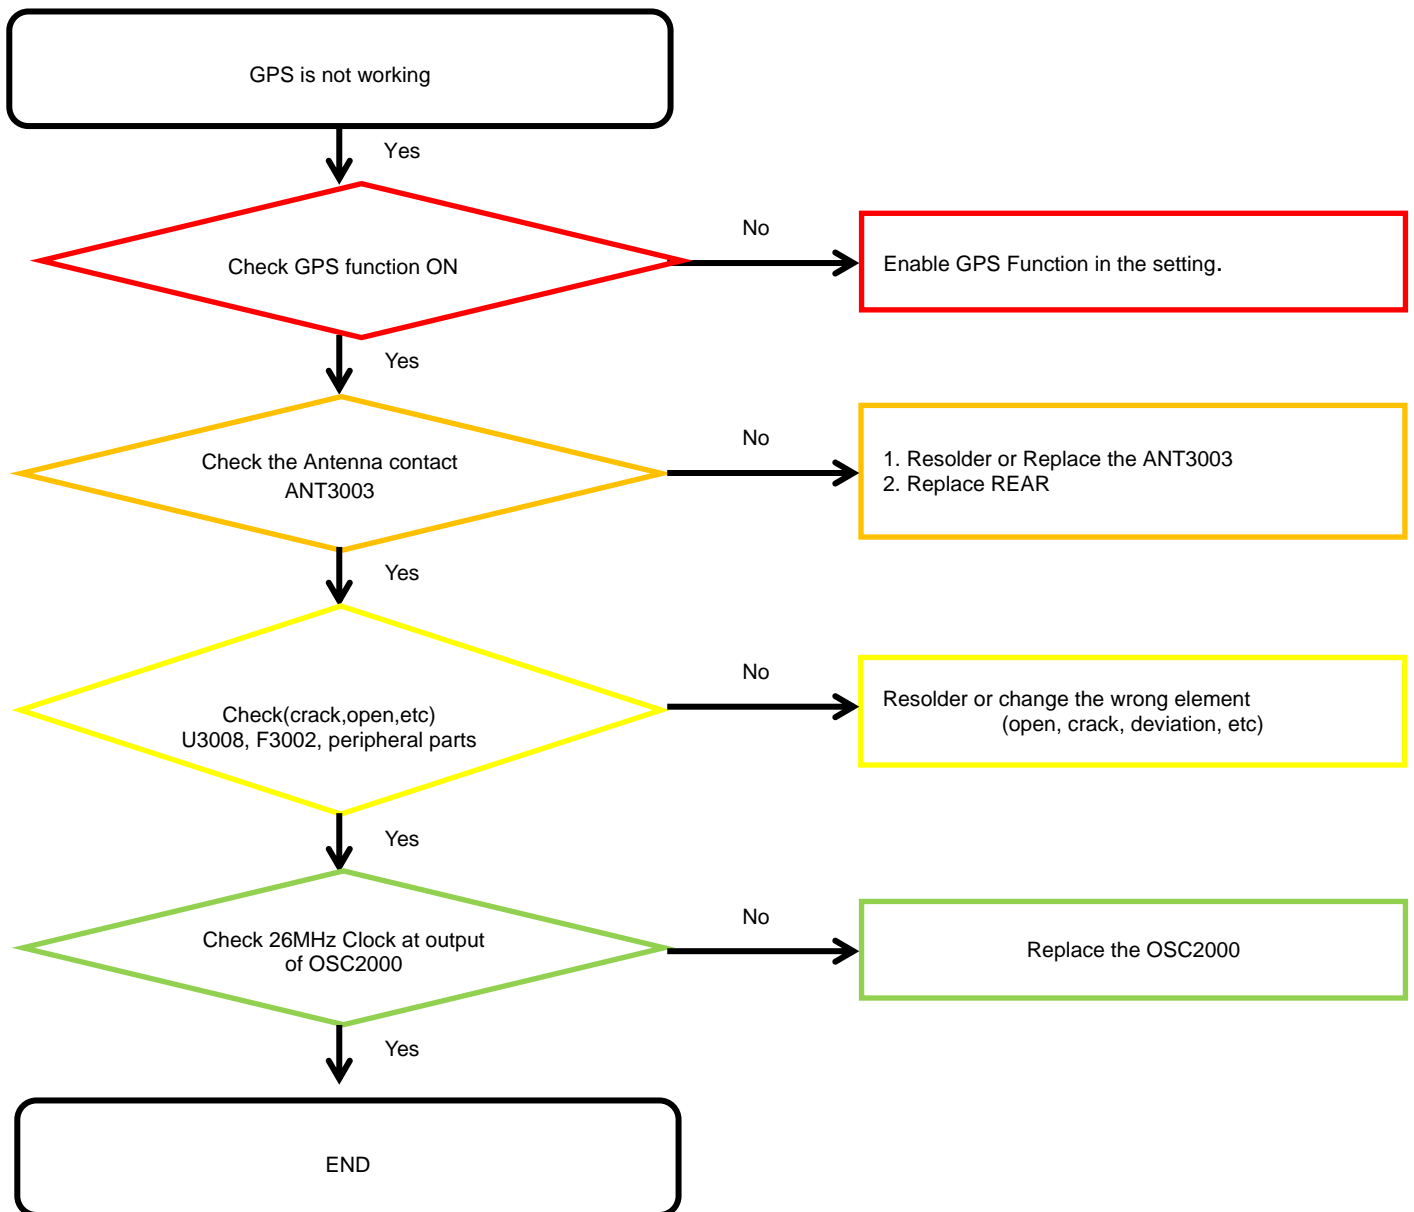 GPS is not working
Yes
Check GPS function ON
No
Enable GPS Function in the setting.
Yes
Check the Antenna contact
ANT3003
No
1. Resolder or Replace the ANT3003
2. Replace REAR
Yes
Check(crack,open,etc)
U3008, F3002, peripheral parts
No
Resolder or change the wrong element
(open, crack, deviation, etc)
Yes
Check 26MHz Clock at output
of OSC2000
No
Replace the OSC2000
Yes
END